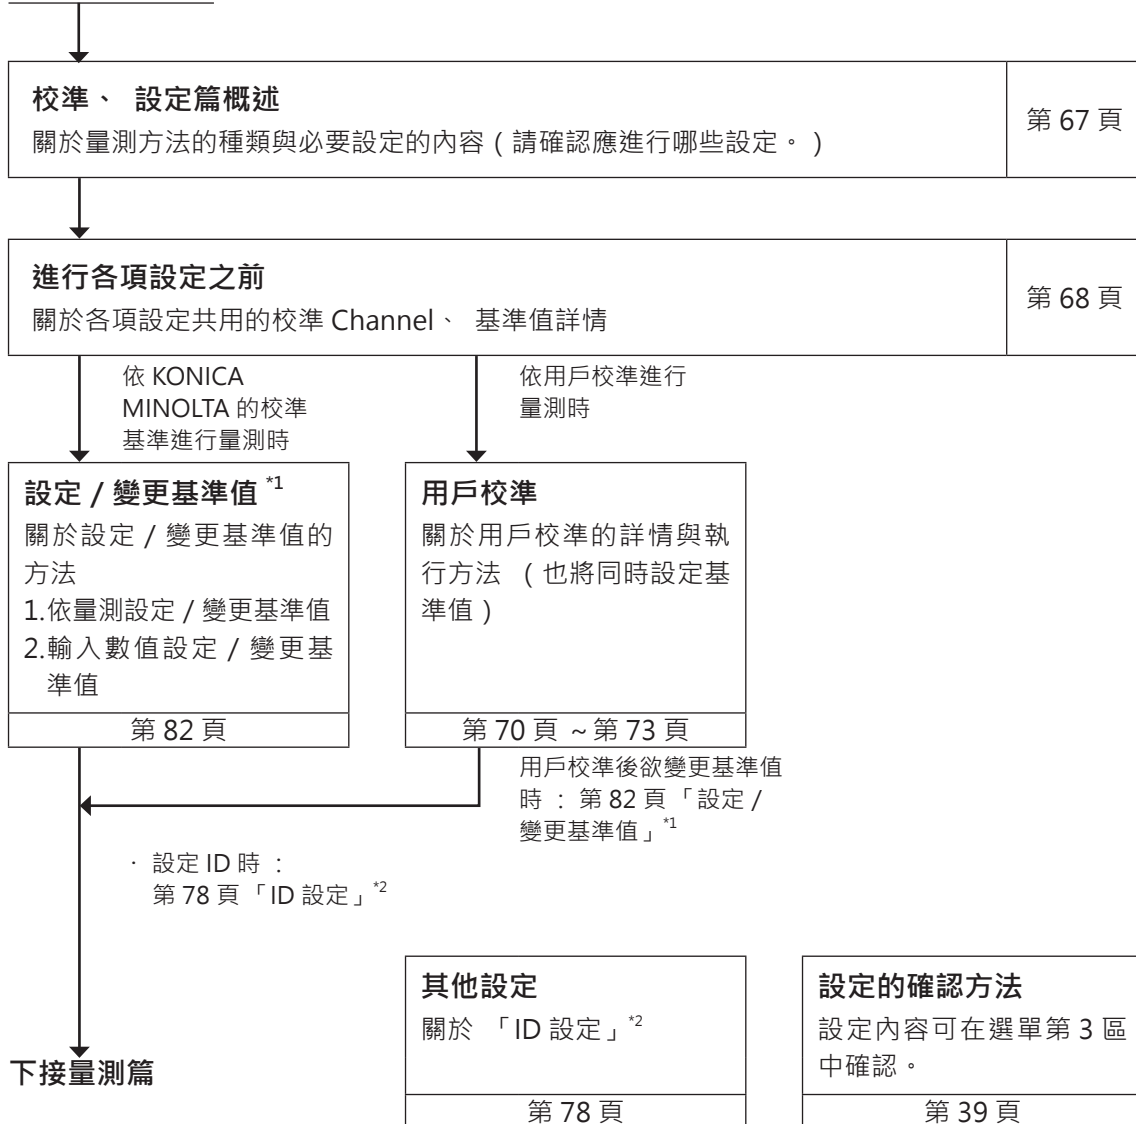 校準、 設定篇概述
關於量測方法的種類與必要設定的內容 ( 請確認應進行哪些設定。 )
第 67 頁
進行各項設定之前
關於各項設定共用的校準 Channel、 基準值詳情
第 68 頁
依 KONICA
MINOLTA 的校準
基準進行量測時
依用戶校準進行
量測時
設定 / 變更基準值 *1
關於設定 / 變更基準值的
方法
1.依量測設定 / 變更基準值
2.輸入數值設定 / 變更基
準值
第 82 頁
用戶校準
關於用戶校準的詳情與執
行方法 ( 也將同時設定基
準值 )
第 70 頁 ~ 第 73 頁
用戶校準後欲變更基準值
時 : 第 82 頁「設定 /
變更基準值」*1
· 設定 ID 時 :
第 78 頁「ID 設定」*2
其他設定
關於 「ID 設定」*2
第 78 頁
設定的確認方法
設定內容可在選單第 3 區
中確認。
第 39 頁
下接量測篇